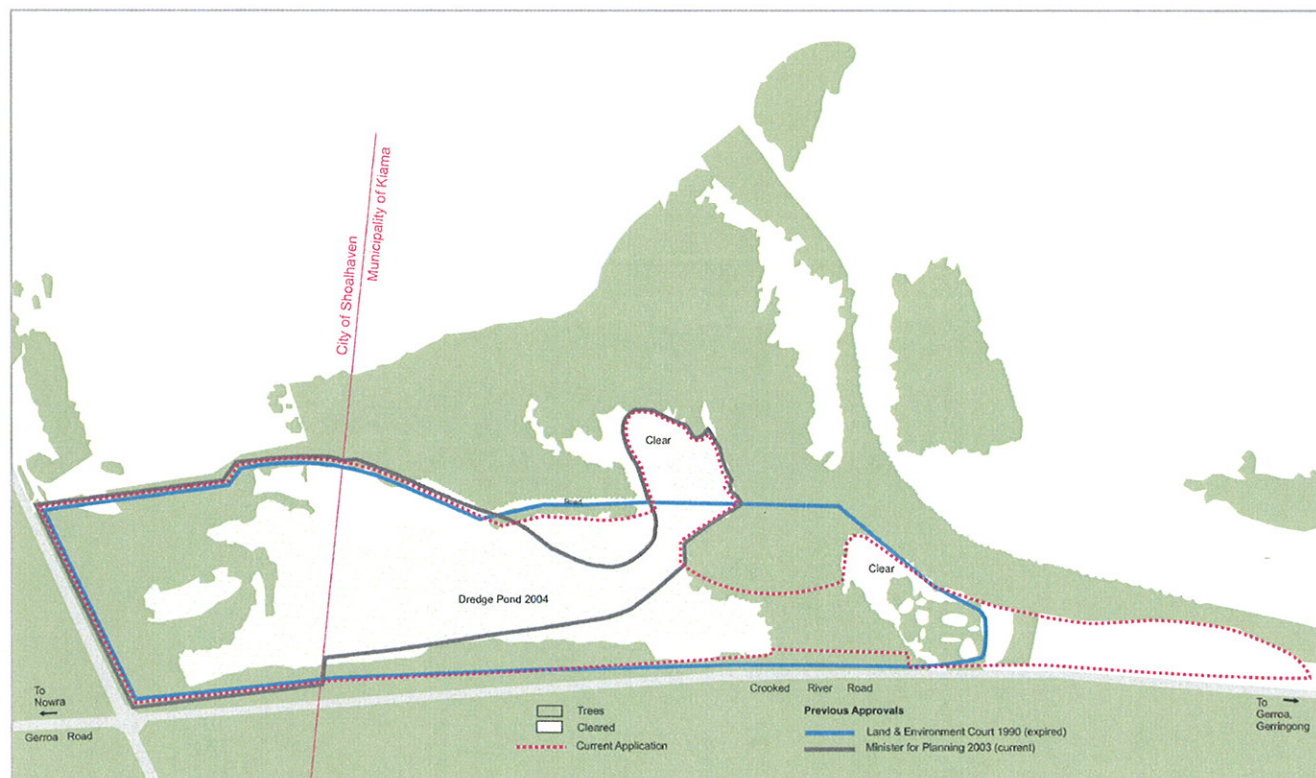 City of Shoalhaven
Municipality of Kiama
Clear
Road
Clear
Dredge Pond 2004
Crooked River Road
To
Nowra
Gerroa Road
To
Gerroa,
Gerringong
Trees
Cleared
Current Application
Previous Approvals
Land & Environment Court 1990 (expired)
Minister for Planning 2003 (current)